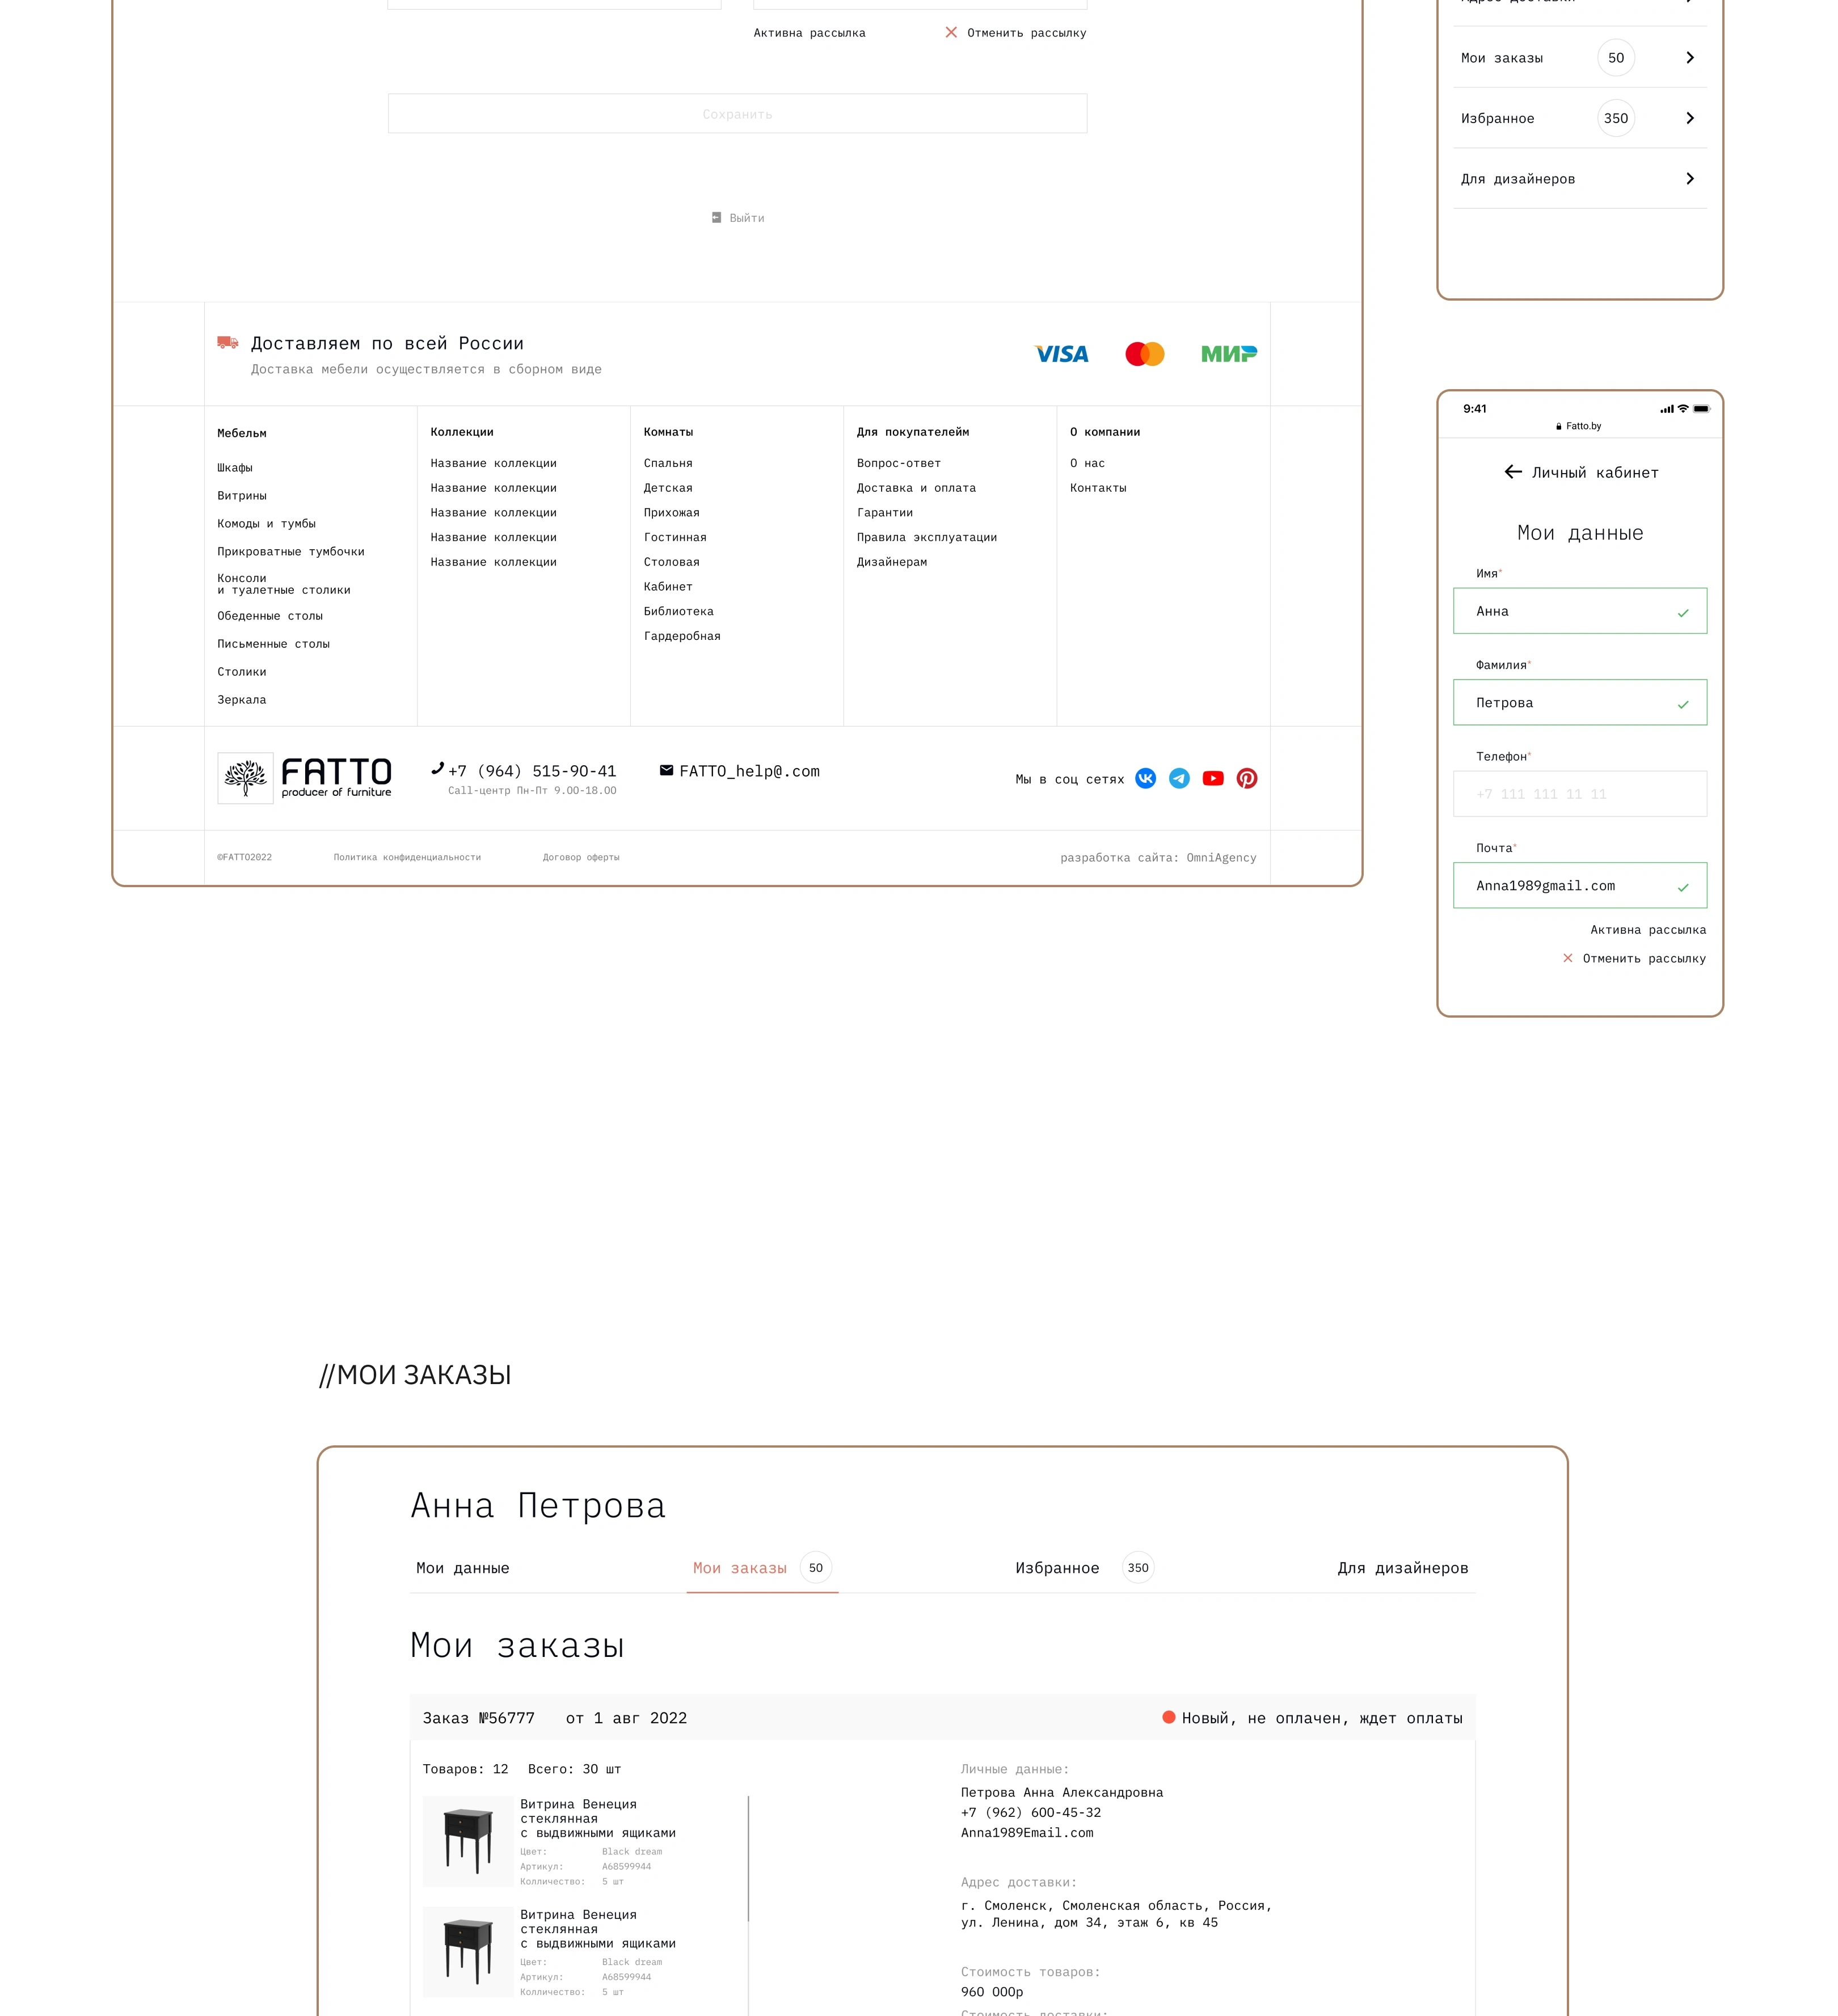 Активна рассылка
Отменить рассылку
Сохранить
Выйти
Доставляем по всей России
Доставка мебели осуществляется в сборном виде
VISA
МИР
Мебельм
Шкафы
Витрины
Комоды и тумбы
Прикроватные тумбочки
Консоли
и туалетные столики
Обеденные столы
Письменные столы
Столики
Зеркала
Коллекции
Название коллекции
Название коллекции
Название коллекции
Название коллекции
Название коллекции
Комнаты
Спальня
Детская
Прихожая
Гостинная
Столовая
Кабинет
Библиотека
Гардеробная
Для покупателейм
Вопрос-ответ
Доставка и оплата
Гарантии
Правила эксплуатации
Дизайнерам
О компании
О нас
Контакты
FATTO
producer of furniture
+7 (964) 515-90-41
Call-центр Пн-Пт 9.00-18.00
FATTO_help@.com
Мы в соц сетях
©FATTO2022
Политика конфиденциальности
Договор оферты
разработка сайта: OmniAgency
Мои заказы 50
Избранное 350
Для дизайнеров
9:41
Fatto.by
Личный кабинет
Мои данные
Имя*
Анна
Фамилия*
Петрова
Телефон*
+7 111 111 11 11
Почта*
Anna1989gmail.com
Активна рассылка
Отменить рассылку
//МОИ ЗАКАЗЫ
Анна Петрова
Мои данные
Мои заказы 50
Избранное 350
Для дизайнеров
Мои заказы
Заказ №56777 от 1 авг 2022
Новый, не оплачен, ждет оплаты
Товаров: 12 Всего: 30 шт
Витрина Венеция
стеклянная
с выдвижными ящиками
Цвет: Black dream
Артикул: A68599944
Колличество: 5 шт
Витрина Венеция
стеклянная
с выдвижными ящиками
Цвет: Black dream
Артикул: A68599944
Колличество: 5 шт
Личные данные:
Петрова Анна Александровна
+7 (962) 600-45-32
Anna1989Email.com
Адрес доставки:
г. Смоленск, Смоленская область, Россия,
ул. Ленина, дом 34, этаж 6, кв 45
Стоимость товаров:
960 000р